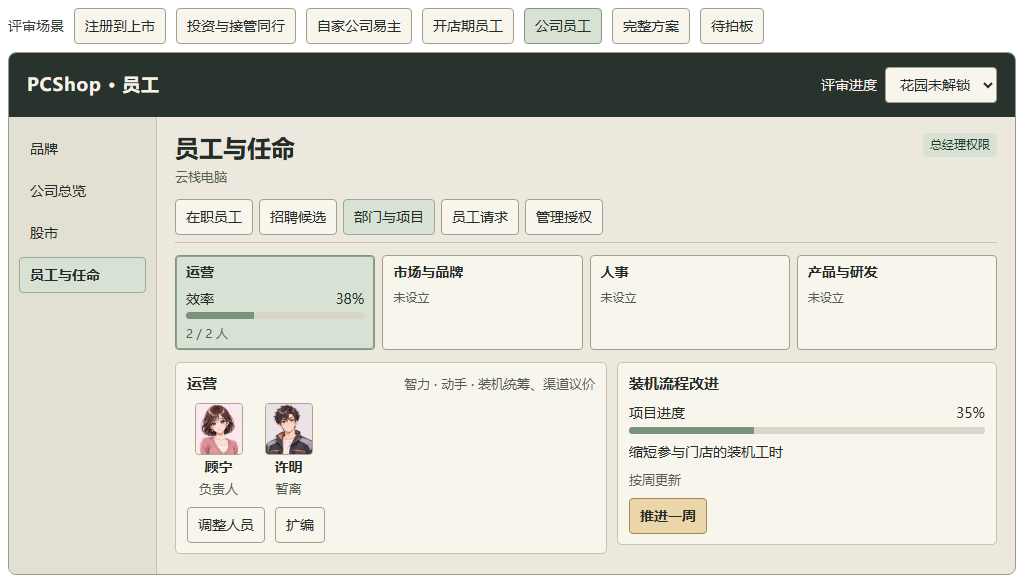 评审场景 注册到上市 投资与接管同行 自家公司易主 开店期员工 公司员工 完整方案 待拍板
PCShop · 员工
评审进度 花园未解锁
品牌
公司总览
股市
员工与任命
员工与任命
总经理权限
云栈电脑
在职员工 招聘候选 部门与项目 员工请求 管理授权
运营
效率 38%
2 / 2 人
市场与品牌
未设立
人事
未设立
产品与研发
未设立
运营 智力 · 动手 · 装机统筹、渠道议价
顾宁 许明
负责人 暂离
调整人员 扩编
装机流程改进
项目进度 35%
缩短参与门店的装机工时
按周更新
推进一周